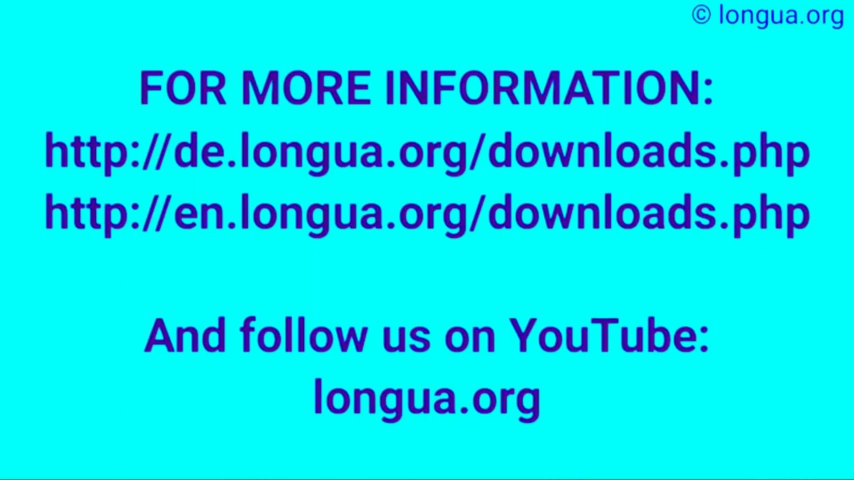 © longua.org
FOR MORE INFORMATION:
http://de.longua.org/downloads.php
http://en.longua.org/downloads.php
And follow us on YouTube:
longua.org